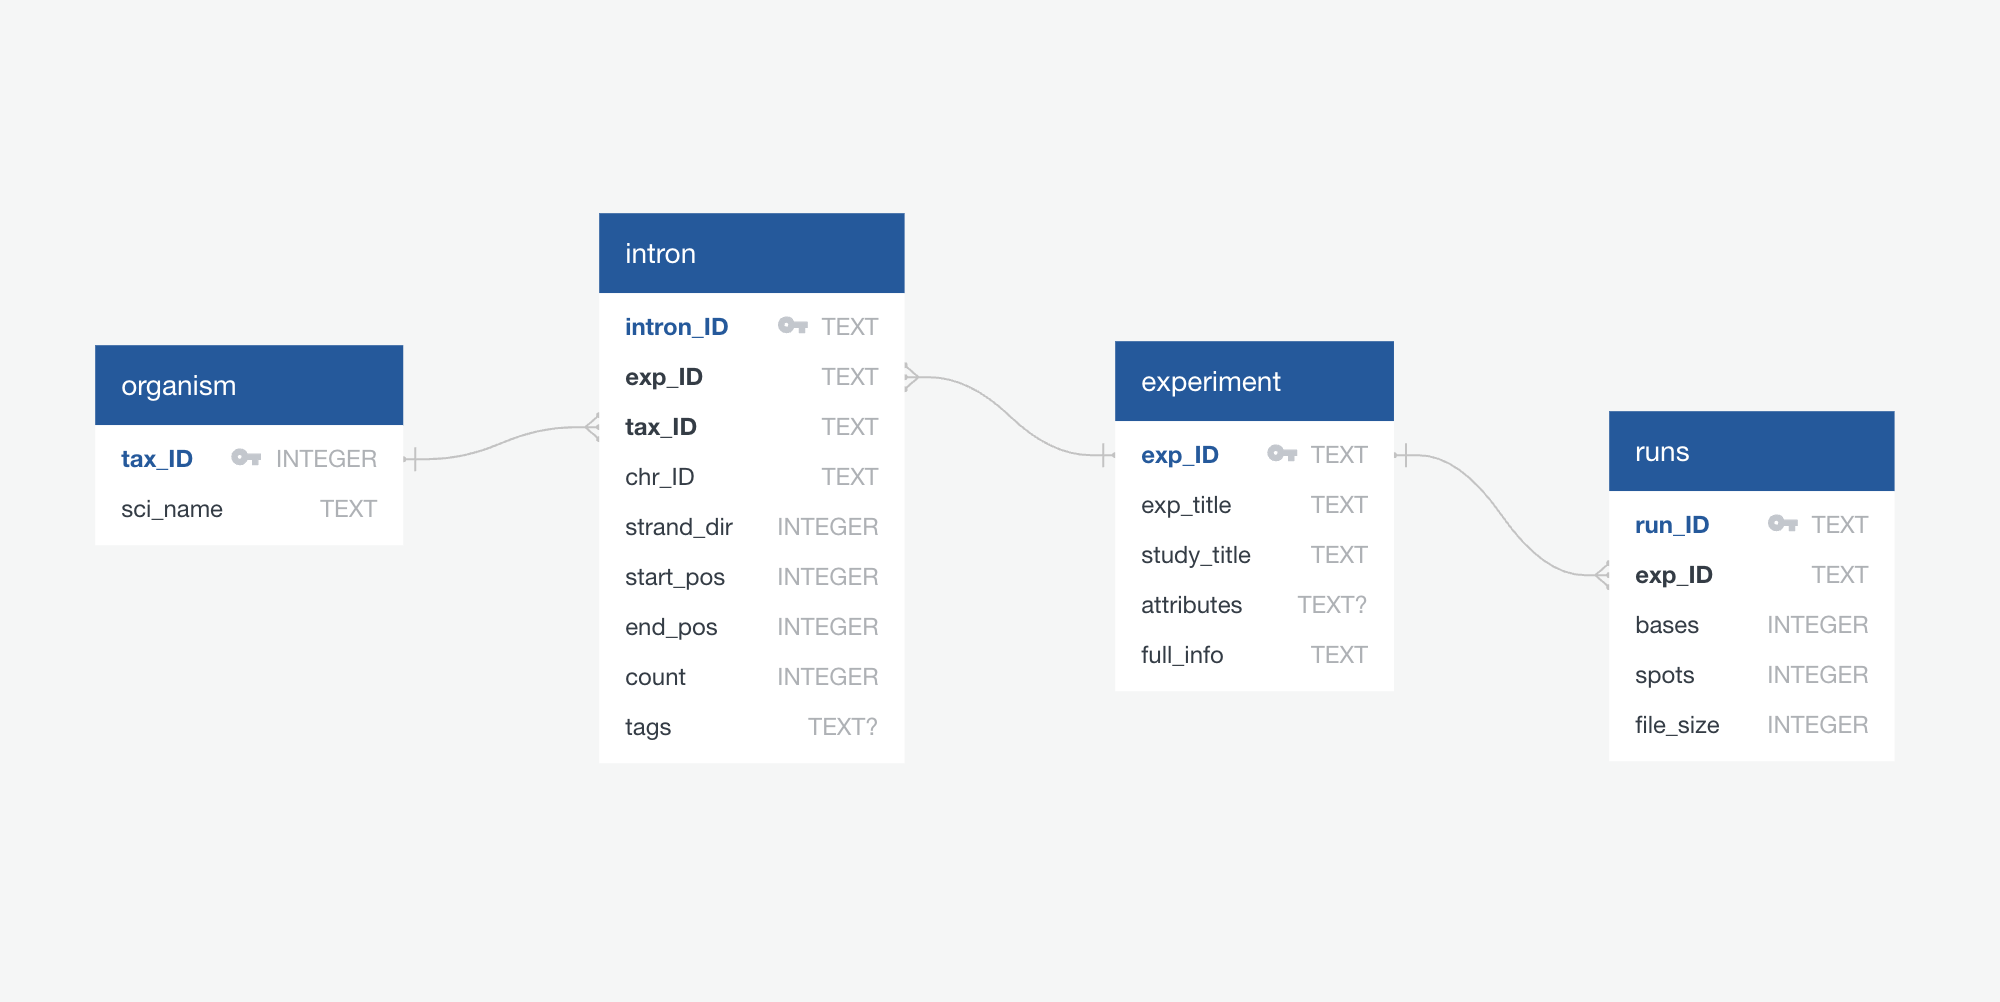 organism
tax_ID INTEGER
sci_name TEXT
intron
intron_ID TEXT
exp_ID TEXT
tax_ID TEXT
chr_ID TEXT
strand_dir INTEGER
start_pos INTEGER
end_pos INTEGER
count INTEGER
tags TEXT?
experiment
exp_ID TEXT
exp_title TEXT
study_title TEXT
attributes TEXT?
full_info TEXT
runs
run_ID TEXT
exp_ID TEXT
bases INTEGER
spots INTEGER
file_size INTEGER